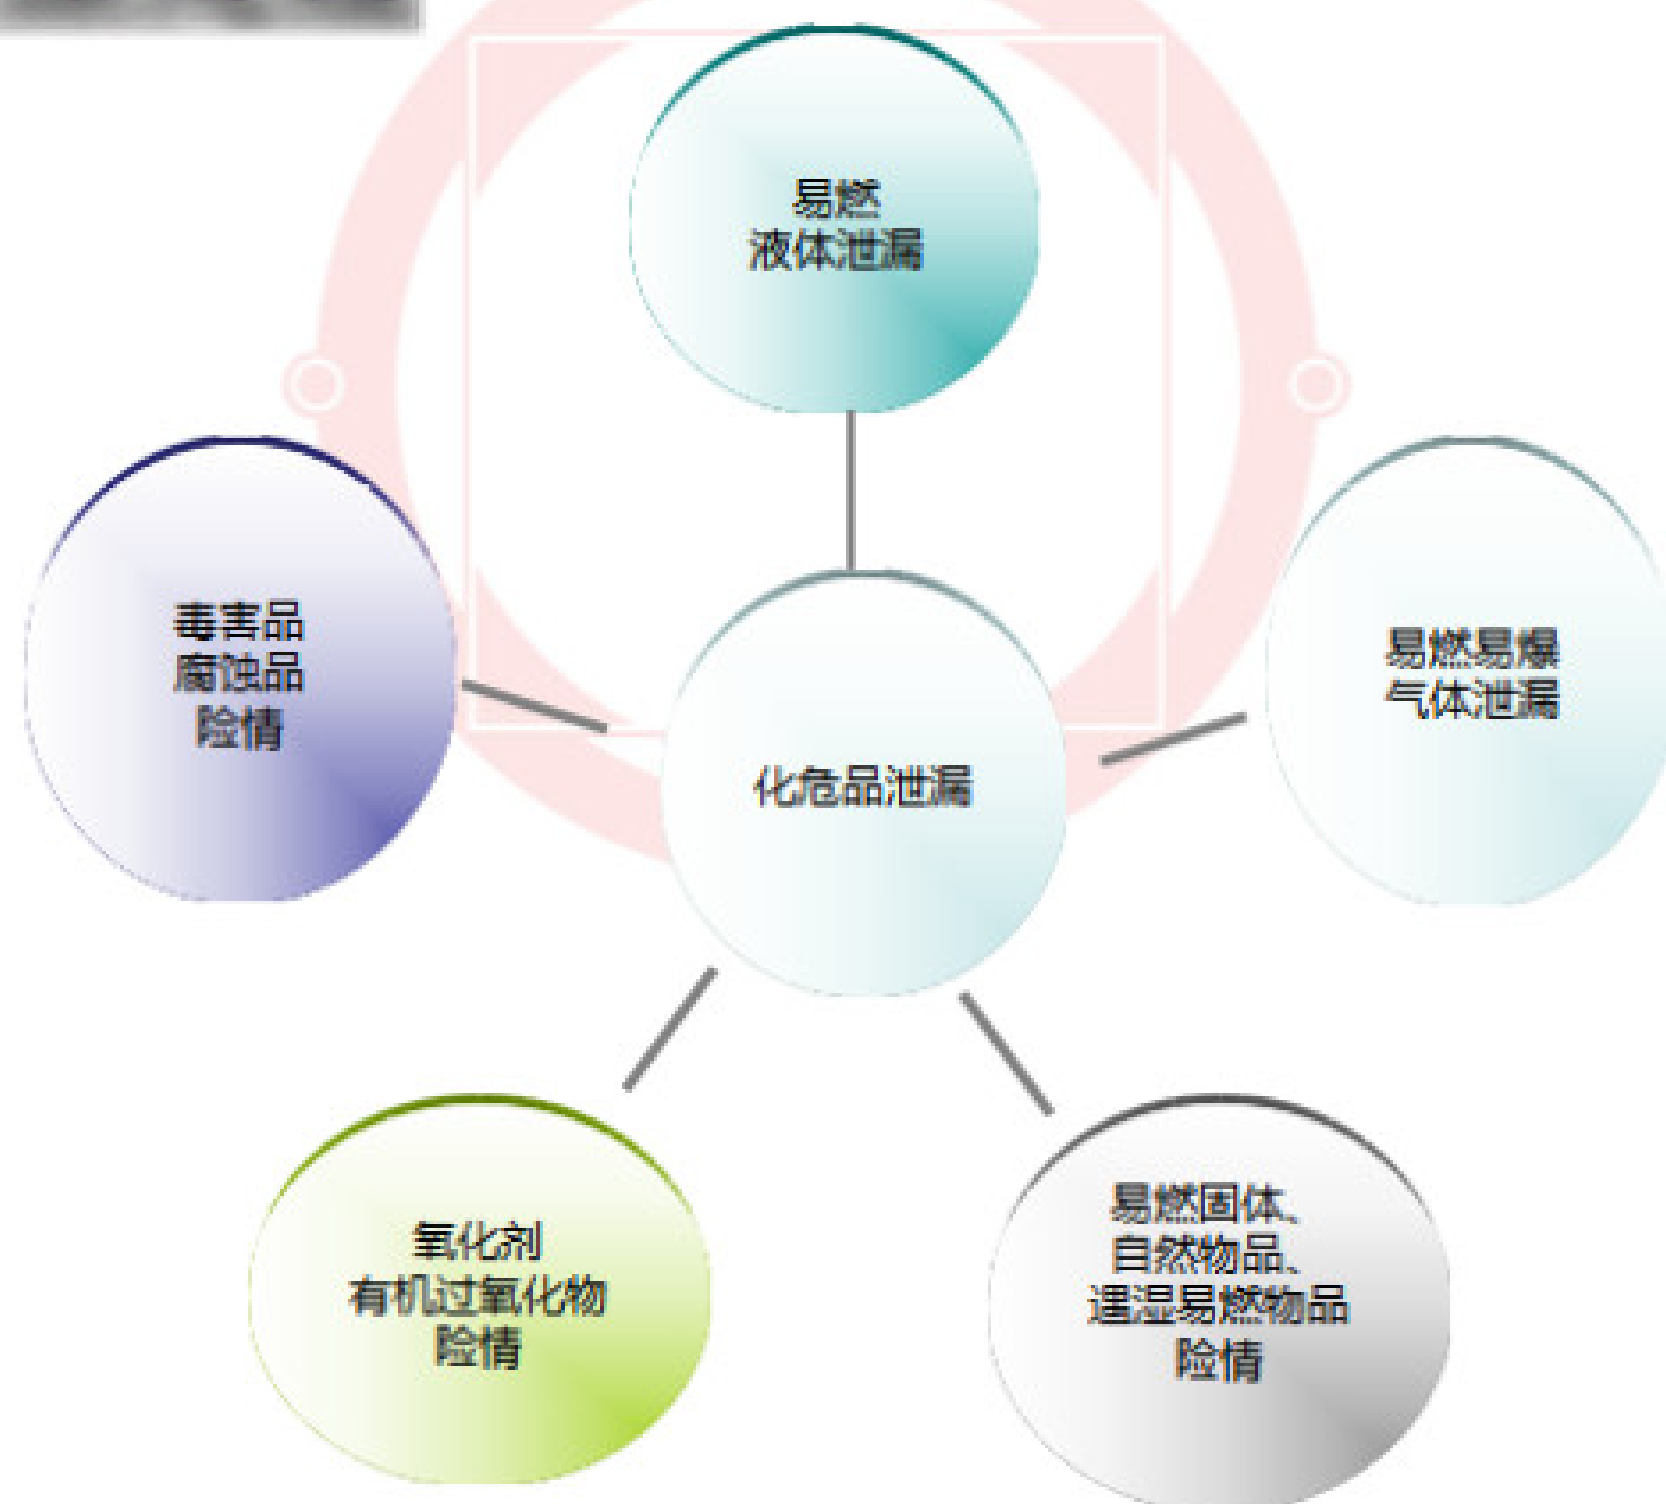 易燃
液体泄漏
毒害品
腐蚀品
险情
易燃易爆
气体泄漏
化危品泄漏
氧化剂
有机过氧化物
险情
易燃固体、
自然物品、
遇湿易燃物品
险情